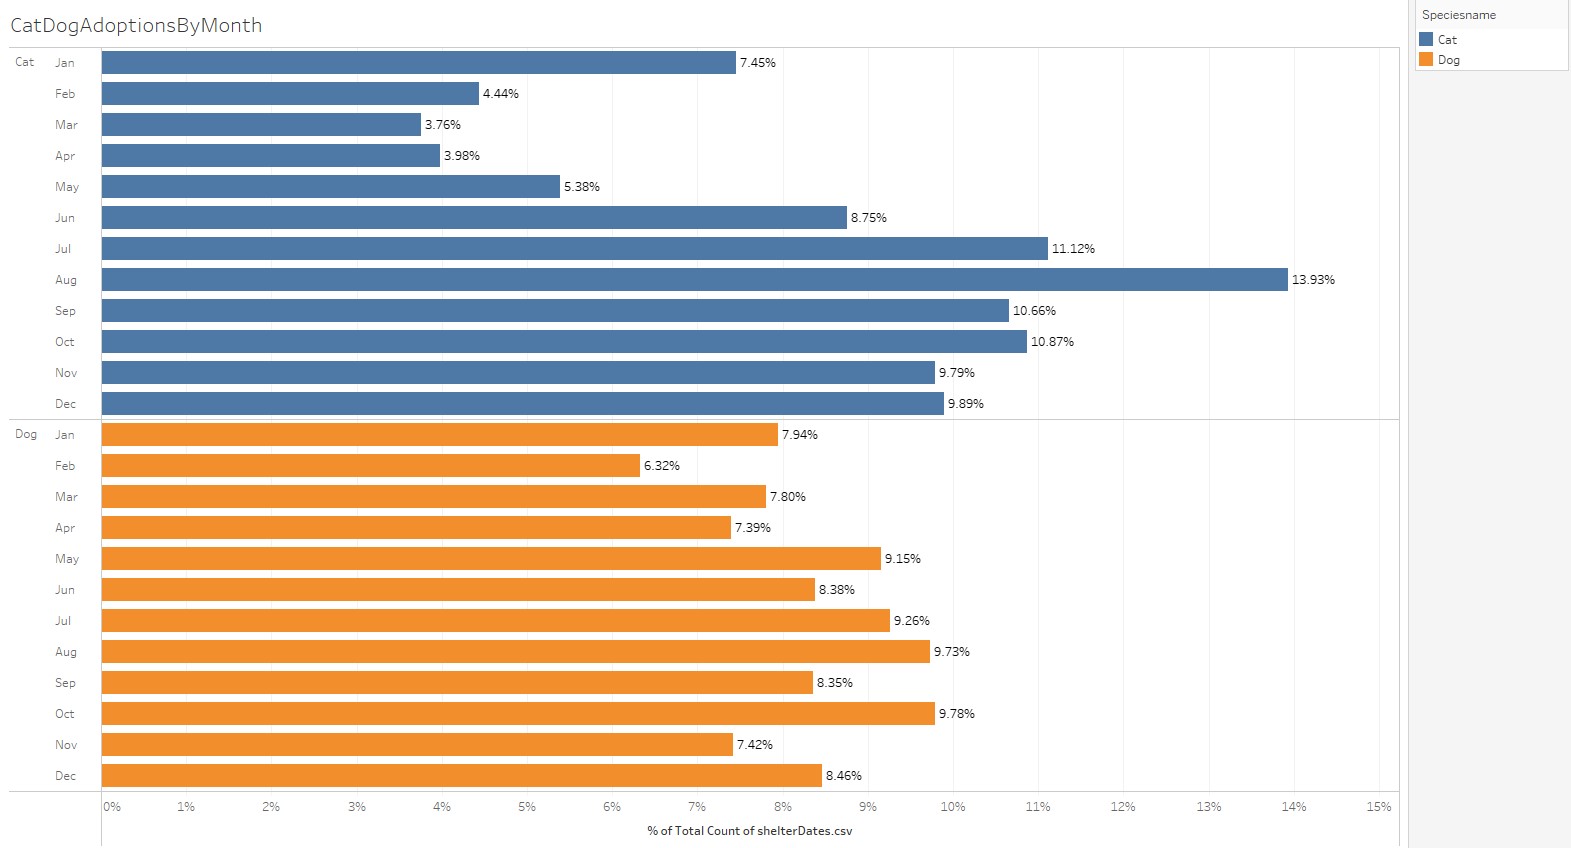 CatDogAdoptionsByMonth
Cat Jan 7.45%
Feb 4.44%
Mar 3.76%
Apr 3.98%
May 5.38%
Jun 8.75%
Jul 11.12%
Aug 13.93%
Sep 10.66%
Oct 10.87%
Nov 9.79%
Dec 9.89%
Dog Jan 7.94%
Feb 6.32%
Mar 7.80%
Apr 7.39%
May 9.15%
Jun 8.38%
Jul 9.26%
Aug 9.73%
Sep 8.35%
Oct 9.78%
Nov 7.42%
Dec 8.46%
0% 1% 2% 3% 4% 5% 6% 7% 8% 9% 10% 11% 12% 13% 14% 15%
% of Total Count of shelterDates.csv
Speciesname
Cat
Dog